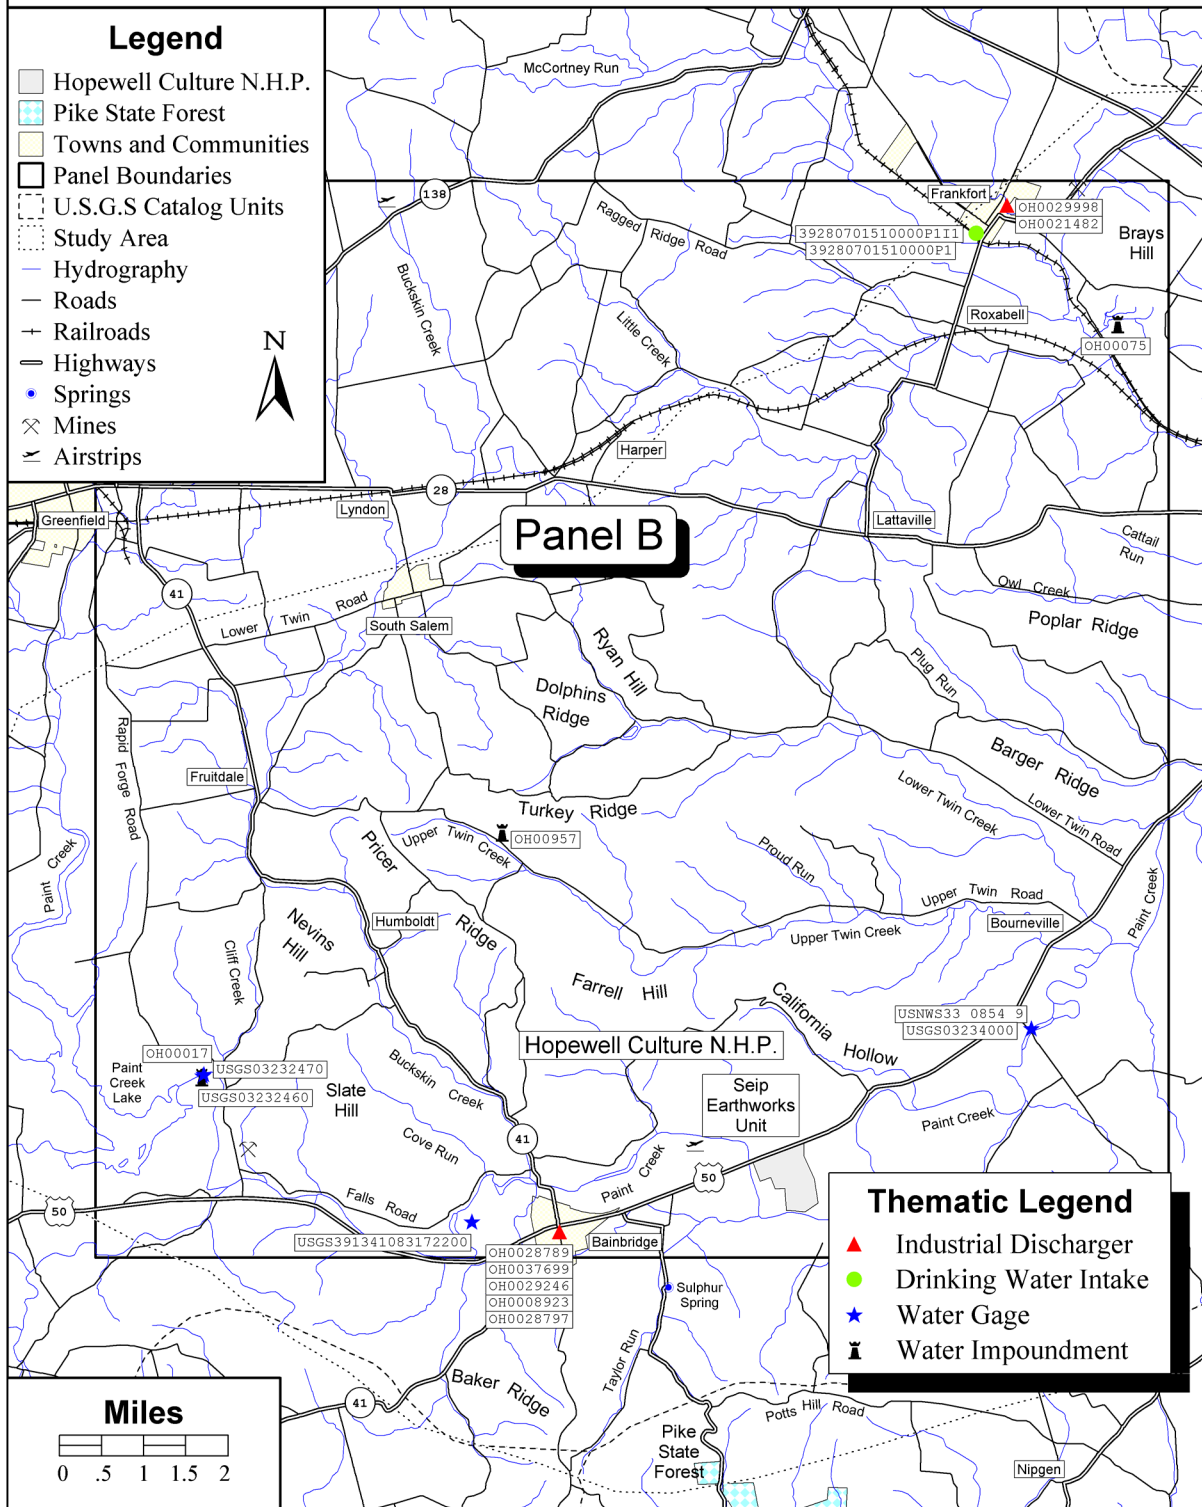 Legend
Hopewell Culture N.H.P.
Pike State Forest
Towns and Communities
Panel Boundaries
U.S.G.S Catalog Units
Study Area
Hydrography
Roads
Railroads
Highways
Springs
Mines
Airstrips
N
McCortney Run
138
Frankfort
OH0029998
OH0021482
39280701510000P1I1
39280701510000P1
Brays
Hill
Ragged Ridge Road
Buckskin Creek
Little Creek
Roxabell
OH00075
Harper
28
Lyndon
Greenfield
Panel B
Lattaville
Cattail
Run
Owl Creek
Poplar Ridge
41
Lower Twin Road
South Salem
Ryan Hill
Dolphins
Ridge
Plug Run
Rapid Forge Road
Fruitdale
Barger Ridge
Turkey Ridge
Lower Twin Creek
Lower Twin Road
OH00957
Upper Twin Creek
Pricer
Ridge
Proud Run
Paint Creek
Upper Twin Road
Paint Creek
Bourneville
Upper Twin Creek
Humboldt
Nevins
Hill
Cliff Creek
Farrell Hill
California
Hollow
USNWS33 0854 9
USGS03234000
Hopewell Culture N.H.P.
OH00017
USGS03232470
USGS03232460
Paint
Creek
Lake
Slate
Hill
Buckskin Creek
Seip
Earthworks
Unit
Paint Creek
Cove Run
41
Paint Creek
50
Falls Road
50
USGS391341083172200
Bainbridge
OH0028789
OH0037699
OH0029246
OH0008923
OH0028797
Sulphur
Spring
Thematic Legend
Industrial Discharger
Drinking Water Intake
Water Gage
Water Impoundment
Taylor Run
Baker Ridge
41
Potts Hill Road
Pike
State
Forest
Nipgen
Miles
0 .5 1 1.5 2